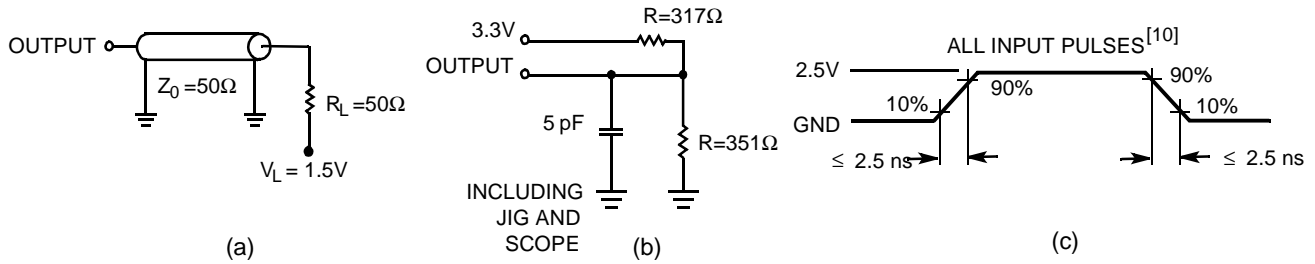 OUTPUT
Z0 =50Ω
RL =50Ω
VL = 1.5V
(a)
R=317Ω
3.3V
OUTPUT
5 pF
R=351Ω
INCLUDING
JIG AND
SCOPE
(b)
ALL INPUT PULSES[10]
2.5V
90%
90%
10%
10%
GND
≤ 2.5 ns
≤ 2.5 ns
(c)